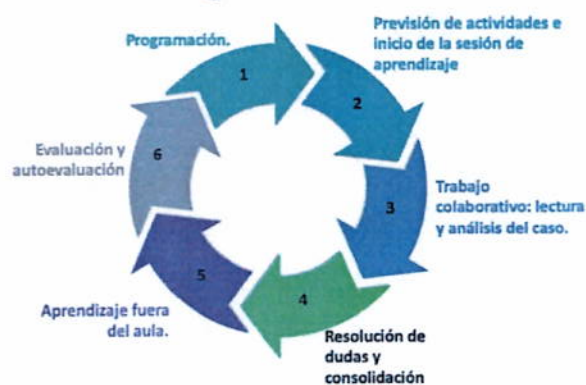 Programación.
1
Previsión de actividades e
inicio de la sesión de
aprendizaje
2
Trabajo
colaborativo: lectura
y análisis del caso.
3
Resolución de
dudas y
consolidación
4
Aprendizaje fuera
del aula.
5
Evaluación y
autoevaluación
6